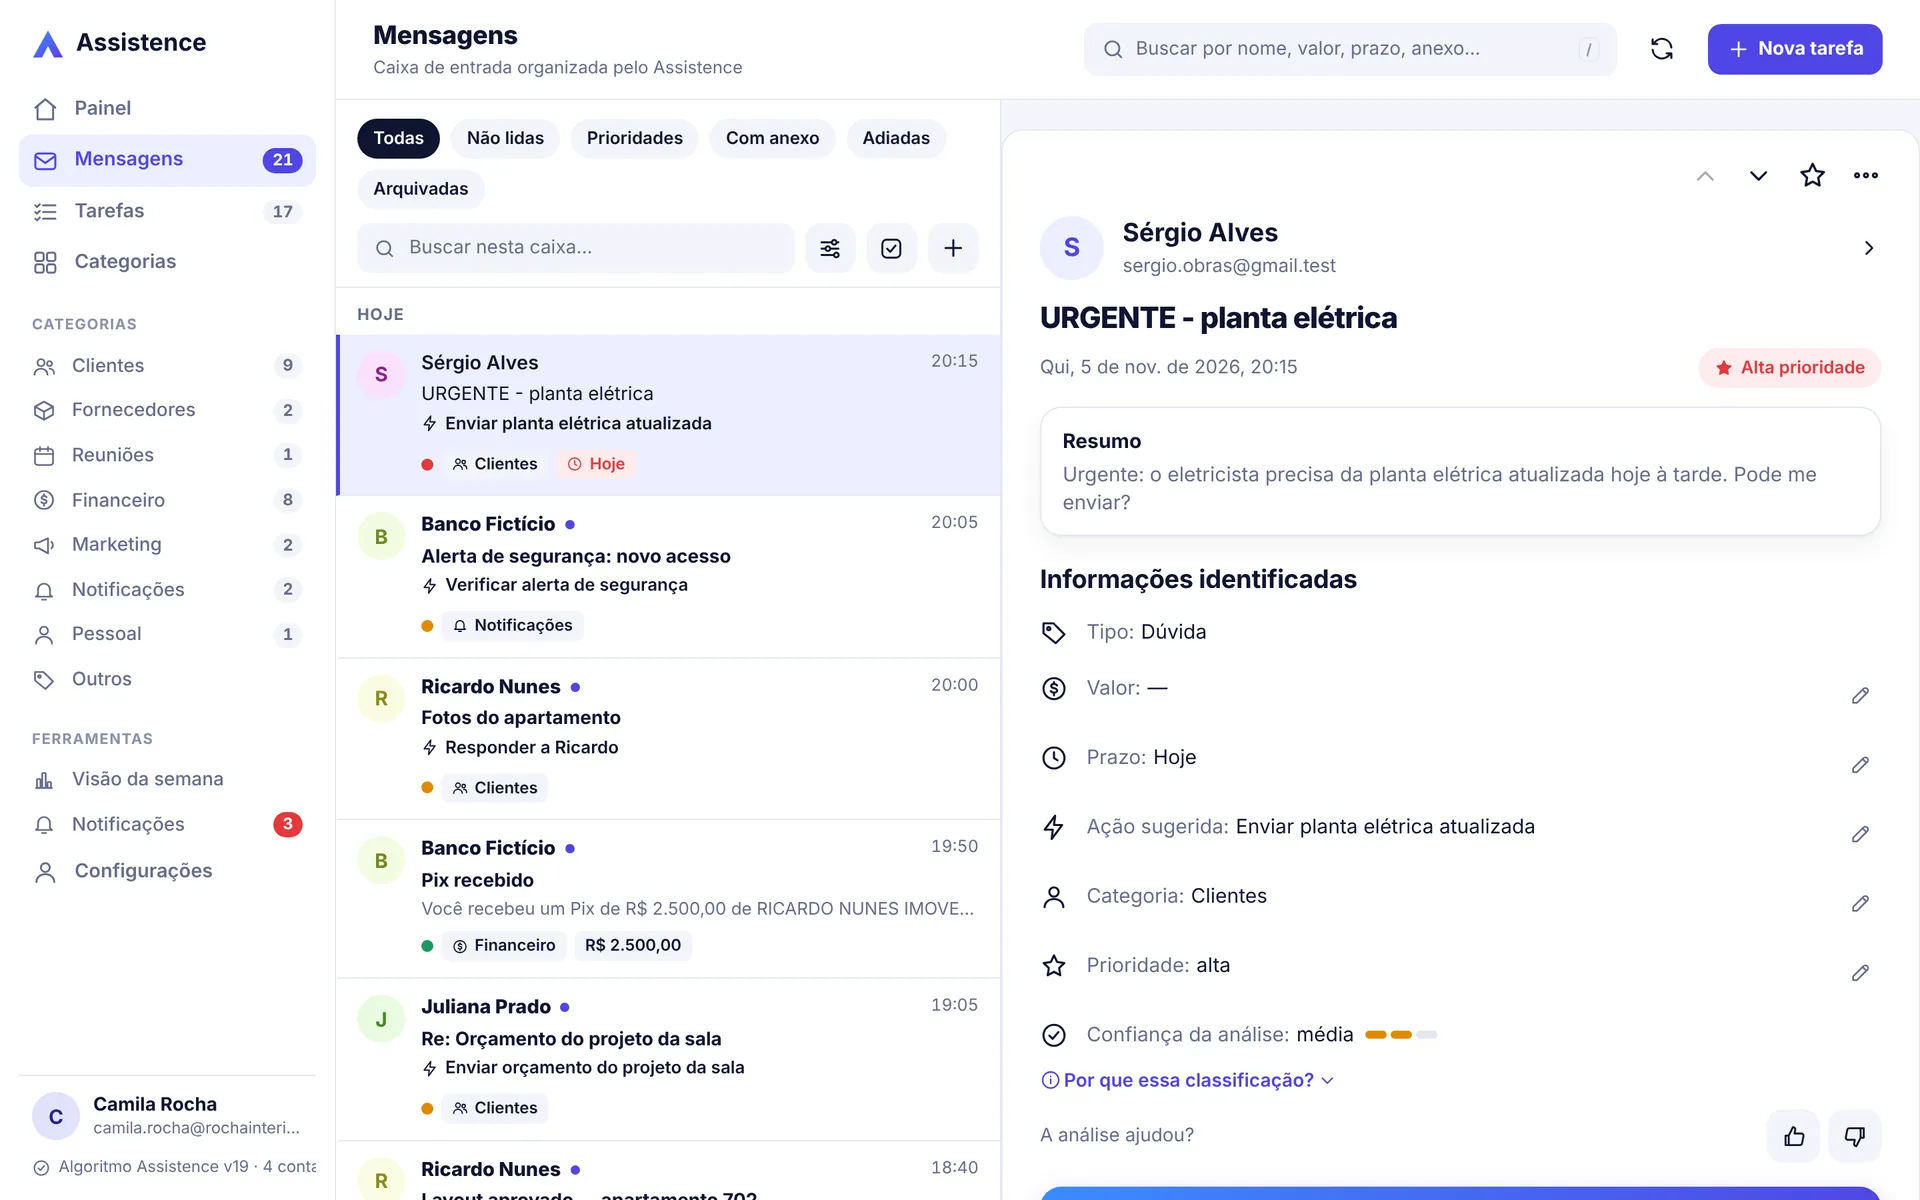 Assistence
Painel
Mensagens 21
Tarefas 17
Categorias
CATEGORIAS
Clientes 9
Fornecedores 2
Reuniões 1
Financeiro 8
Marketing 2
Notificações 2
Pessoal 1
Outros
FERRAMENTAS
Visão da semana
Notificações 3
Configurações
C
Camila Rocha
camila.rocha@rochainteri...
Algoritmo Assistence v19 · 4 conta
Mensagens
Caixa de entrada organizada pelo Assistence
Buscar por nome, valor, prazo, anexo... /
Nova tarefa
Todas
Não lidas
Prioridades
Com anexo
Adiadas
Arquivadas
Buscar nesta caixa...
HOJE
S
Sérgio Alves 20:15
URGENTE - planta elétrica
Enviar planta elétrica atualizada
Clientes Hoje
B
Banco Fictício 20:05
Alerta de segurança: novo acesso
Verificar alerta de segurança
Notificações
R
Ricardo Nunes 20:00
Fotos do apartamento
Responder a Ricardo
Clientes
B
Banco Fictício 19:50
Pix recebido
Você recebeu um Pix de R$ 2.500,00 de RICARDO NUNES IMOVE...
Financeiro R$ 2.500,00
J
Juliana Prado 19:05
Re: Orçamento do projeto da sala
Enviar orçamento do projeto da sala
Clientes
R
Ricardo Nunes 18:40
Layout aprovado — apartamento 702
S
Sérgio Alves
sergio.obras@gmail.test
URGENTE - planta elétrica
Qui, 5 de nov. de 2026, 20:15
Alta prioridade
Resumo
Urgente: o eletricista precisa da planta elétrica atualizada hoje à tarde. Pode me
enviar?
Informações identificadas
Tipo: Dúvida
Valor: —
Prazo: Hoje
Ação sugerida: Enviar planta elétrica atualizada
Categoria: Clientes
Prioridade: alta
Confiança da análise: média
Por que essa classificação?
A análise ajudou?